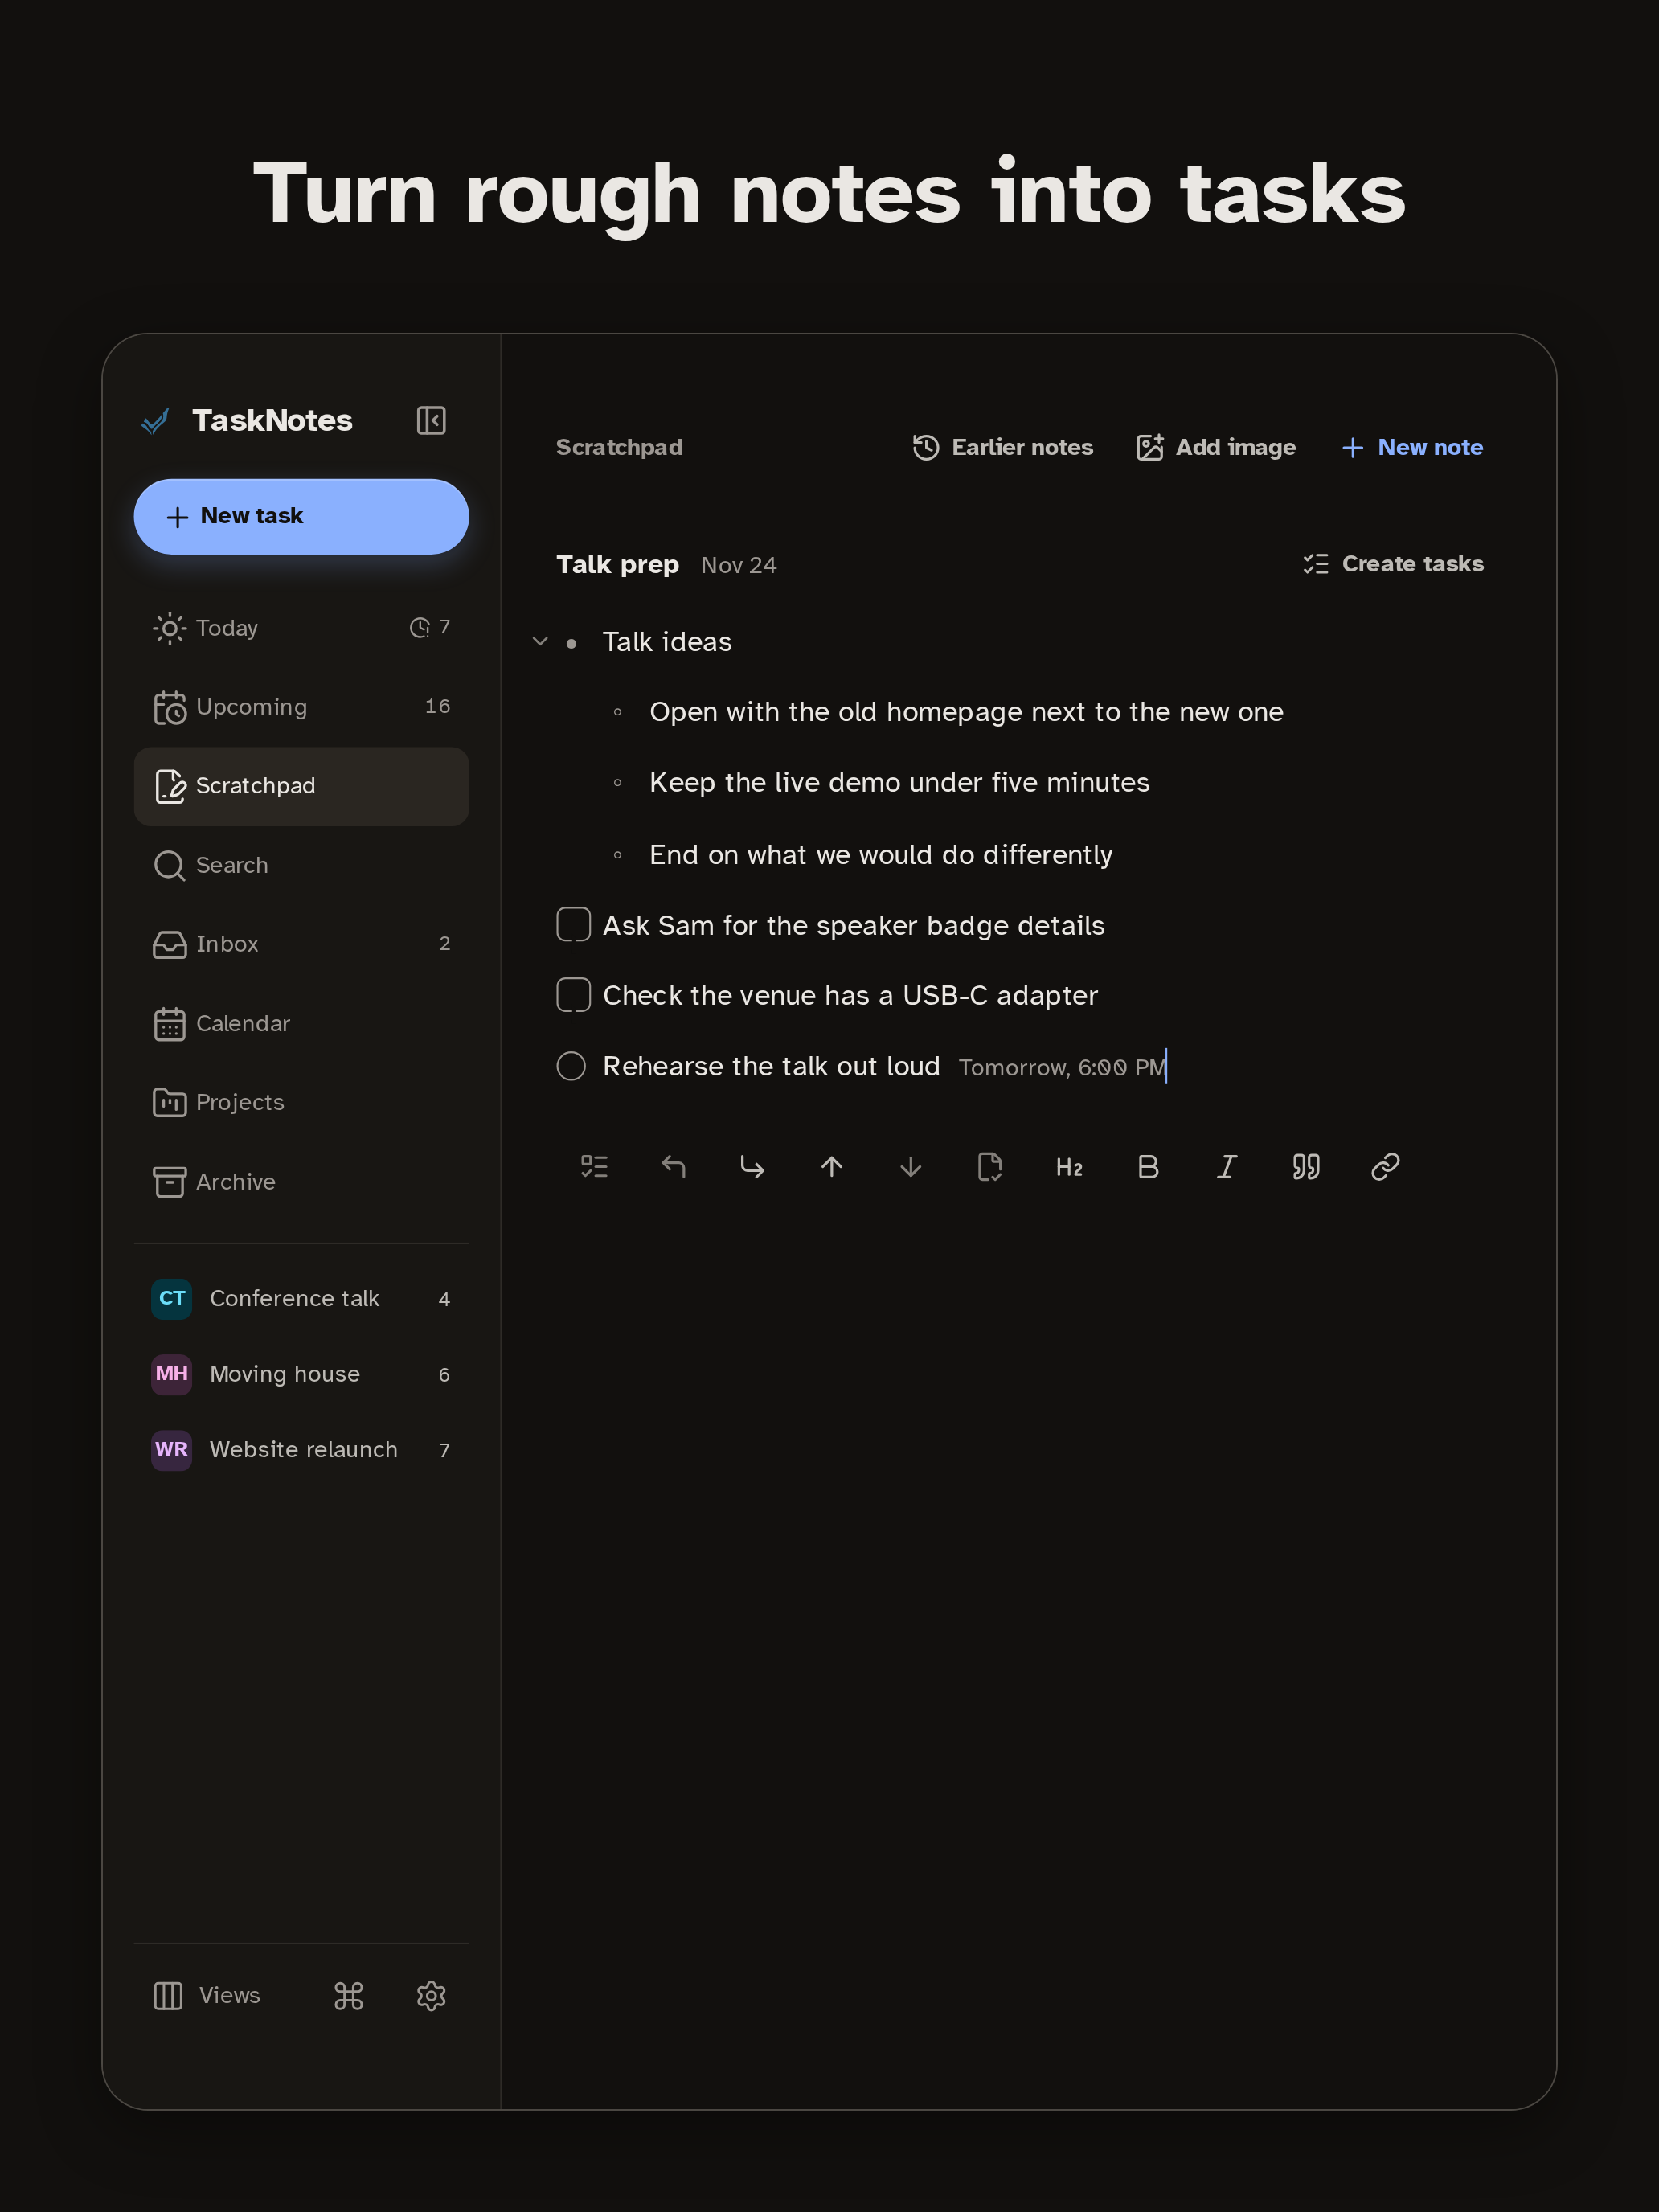 Turn rough notes into tasks
TaskNotes
New task
Today 7
Upcoming 16
Scratchpad
Search
Inbox 2
Calendar
Projects
Archive
CT Conference talk 4
MH Moving house 6
WR Website relaunch 7
Views
Scratchpad Earlier notes Add image New note
Talk prep Nov 24 Create tasks
Talk ideas
Open with the old homepage next to the new one
Keep the live demo under five minutes
End on what we would do differently
Ask Sam for the speaker badge details
Check the venue has a USB-C adapter
Rehearse the talk out loud Tomorrow, 6:00 PM
H2 B I